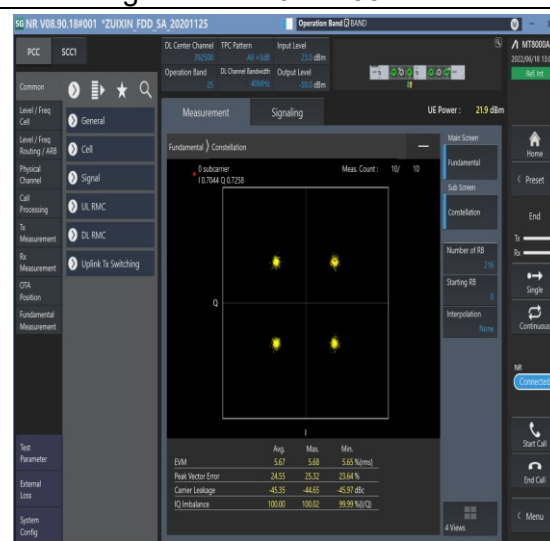 5G NR V08.90.18#001 *ZUIXIN_FDD_SA_20201125 Operation Band BAND
PCC SCC1
DL Center Channel TPC Pattern Input Level
392500 All +3dB 23.0 dBm
Operation Band DL Channel Bandwidth Output Level
25 40MHz -50.0 dBm
MT8000A
2022/06/18 13:0
Ref. Int
Common
Level / Freq
Cell
Level / Freq
Routing / ARB
Physical
Channel
Call
Processing
Tx
Measurement
Rx
Measurement
OTA
Position
Fundamental
Measurement
Test
Parameter
External
Loss
System
Config
General
Cell
Signal
UL RMC
DL RMC
Uplink Tx Switching
Measurement Signaling UE Power : 21.9 dBm
Fundamental Constellation
0 subcarrier Meas. Count : 10/ 10
I 0.7044 Q 0.7258
Q
I
Avg. Max. Min.
EVM 5.67 5.68 5.65 %(rms)
Peak Vector Error 24.55 25.32 23.64 %
Carrier Leakage -45.35 -44.65 -45.97 dBc
IQ Imbalance 100.00 100.02 99.99 %(I/Q)
Main Screen
Fundamental
Sub Screen
Constellation
Number of RB
216
Starting RB
0
Interpolation
None
4 Views
Home
Preset
End
Tx
Rx
Single
Continuous
NR
Connected
Start Call
End Call
Menu